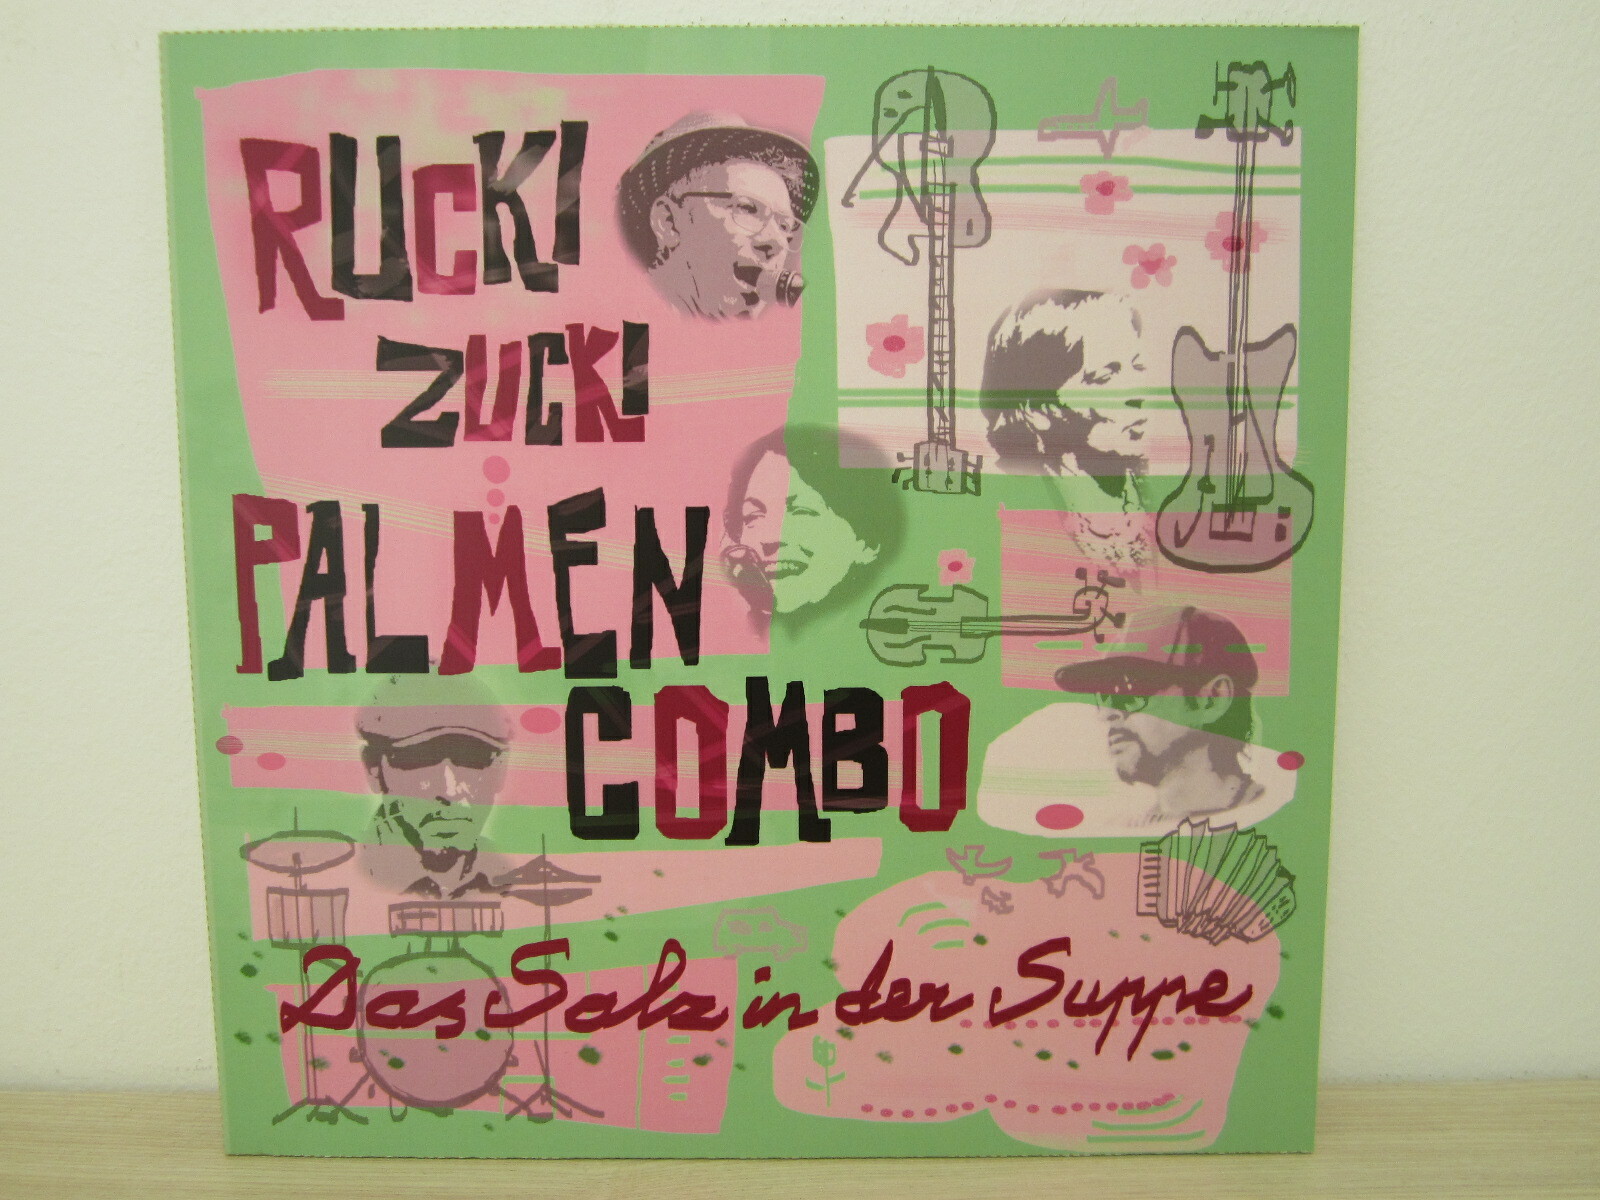 RUCKI
ZUCKI
PALMEN
COMBO
Das Salz in der Suppe